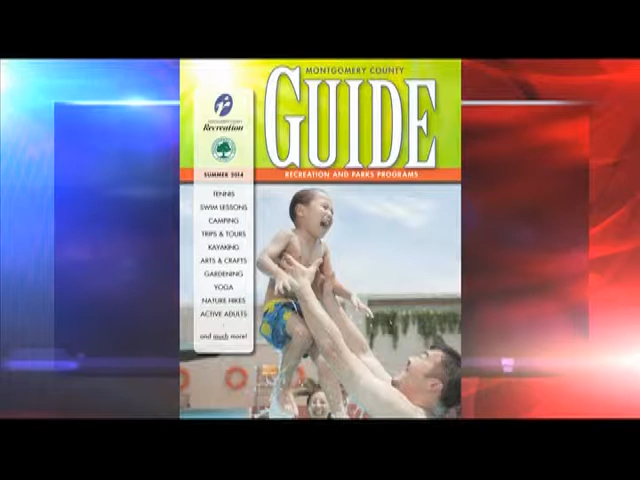 MONTGOMERY COUNTY
GUIDE
RECREATION AND PARKS PROGRAMS
Recreation
SUMMER 2014
TENNIS
SWIM LESSONS
CAMPING
TRIPS & TOURS
KAYAKING
ARTS & CRAFTS
GARDENING
YOGA
NATURE HIKES
ACTIVE ADULTS
and much more!